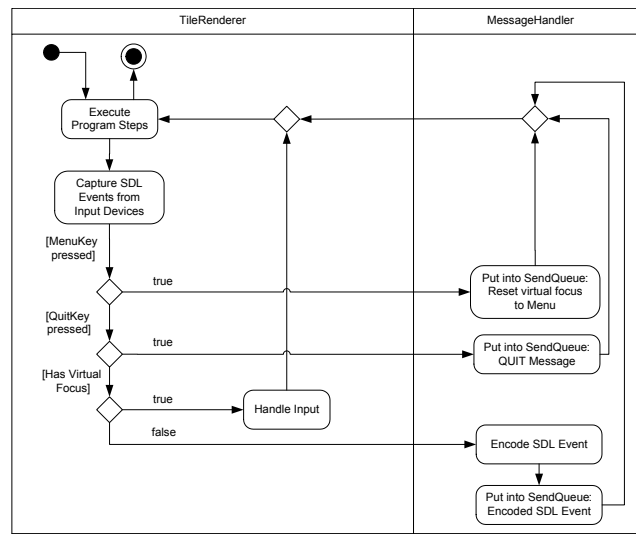 TileRenderer
MessageHandler
Execute
Program Steps
Capture SDL
Events from
Input Devices
[MenuKey
pressed]
true
Put into SendQueue:
Reset virtual focus
to Menu
[QuitKey
pressed]
true
Put into SendQueue:
QUIT Message
[Has Virtual
Focus]
true
Handle Input
false
Encode SDL Event
Put into SendQueue:
Encoded SDL Event